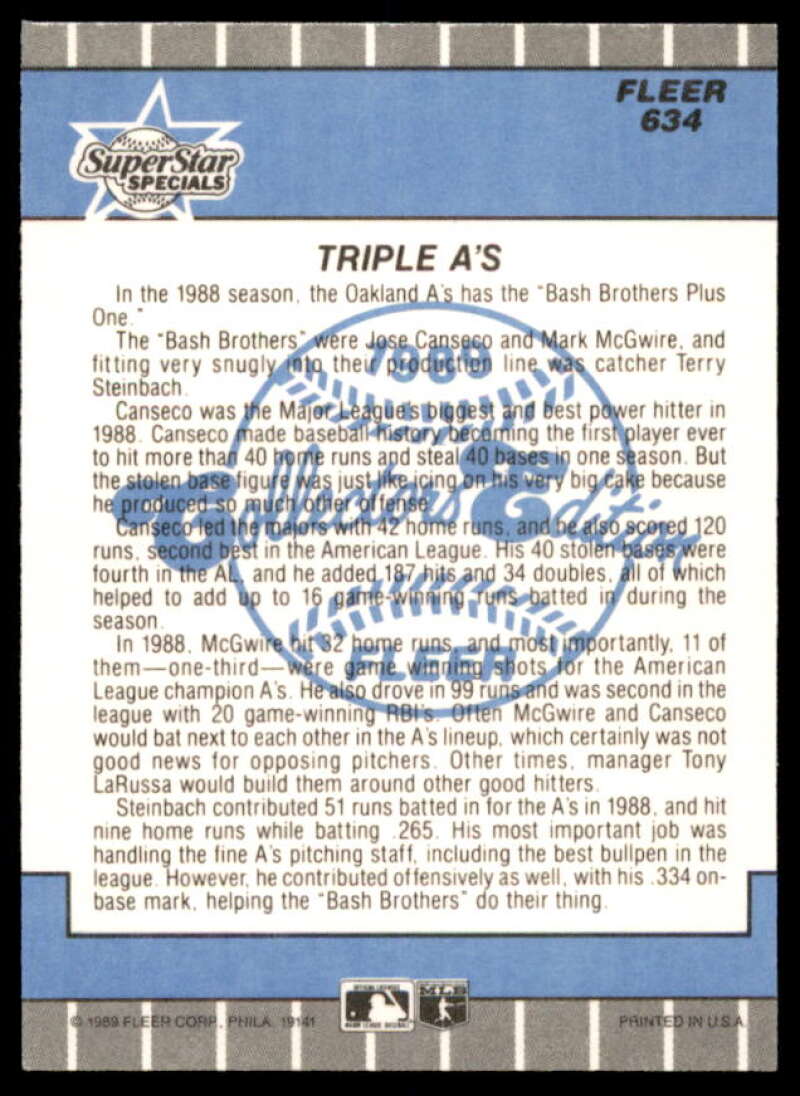 FLEER
634
SuperStar
SPECIALS
TRIPLE A'S
In the 1988 season, the Oakland A's has the "Bash Brothers Plus
One."
The "Bash Brothers" were Jose Canseco and Mark McGwire, and
fitting very snugly into their production line was catcher Terry
Steinbach.
Canseco was the Major League's biggest and best power hitter in
1988. Canseco made baseball history becoming the first player ever
to hit more than 40 home runs and steal 40 bases in one season. But
the stolen base figure was just like icing on his very big cake because
he produced so much other offense.
Canseco led the majors with 42 home runs, and he also scored 120
runs, second best in the American League. His 40 stolen bases were
fourth in the AL, and he added 187 hits and 34 doubles, all of which
helped to add up to 16 game-winning runs batted in during the
season.
In 1988, McGwire hit 32 home runs, and most importantly, 11 of
them—one-third—were game winning shots for the American
League champion A's. He also drove in 99 runs and was second in the
league with 20 game-winning RBI's. Often McGwire and Canseco
would bat next to each other in the A's lineup, which certainly was not
good news for opposing pitchers. Other times, manager Tony
LaRussa would build them around other good hitters.
Steinbach contributed 51 runs batted in for the A's in 1988, and hit
nine home runs while batting .265. His most important job was
handling the fine A's pitching staff, including the best bullpen in the
league. However, he contributed offensively as well, with his .334 on-
base mark, helping the "Bash Brothers" do their thing.
1989
Collectors Edition
FLEER
© 1989 FLEER CORP., PHILA. 19141
OFFICIAL LICENSEE
MAJOR LEAGUE BASEBALL
MLB
PRINTED IN U.S.A.